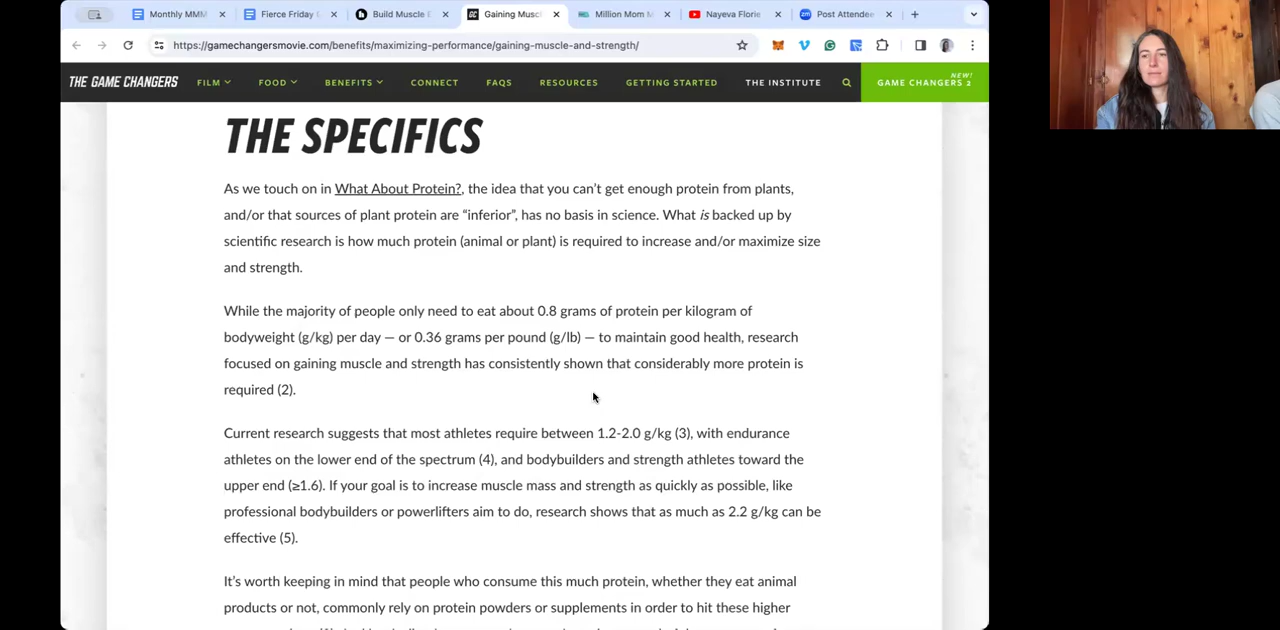 Monthly MMM
Fierce Friday
Build Muscle E
Gaining Musc
Million Mom M
Nayeva Florie
Post Attendee
https://gamechangersmovie.com/benefits/maximizing-performance/gaining-muscle-and-strength/
THE GAME CHANGERS FILM FOOD BENEFITS CONNECT FAQS RESOURCES GETTING STARTED THE INSTITUTE NEW! GAME CHANGERS 2
THE SPECIFICS
As we touch on in What About Protein?, the idea that you can’t get enough protein from plants,
and/or that sources of plant protein are “inferior”, has no basis in science. What is backed up by
scientific research is how much protein (animal or plant) is required to increase and/or maximize size
and strength.
While the majority of people only need to eat about 0.8 grams of protein per kilogram of
bodyweight (g/kg) per day — or 0.36 grams per pound (g/lb) — to maintain good health, research
focused on gaining muscle and strength has consistently shown that considerably more protein is
required (2).
Current research suggests that most athletes require between 1.2-2.0 g/kg (3), with endurance
athletes on the lower end of the spectrum (4), and bodybuilders and strength athletes toward the
upper end (≥1.6). If your goal is to increase muscle mass and strength as quickly as possible, like
professional bodybuilders or powerlifters aim to do, research shows that as much as 2.2 g/kg can be
effective (5).
It’s worth keeping in mind that people who consume this much protein, whether they eat animal
products or not, commonly rely on protein powders or supplements in order to hit these higher